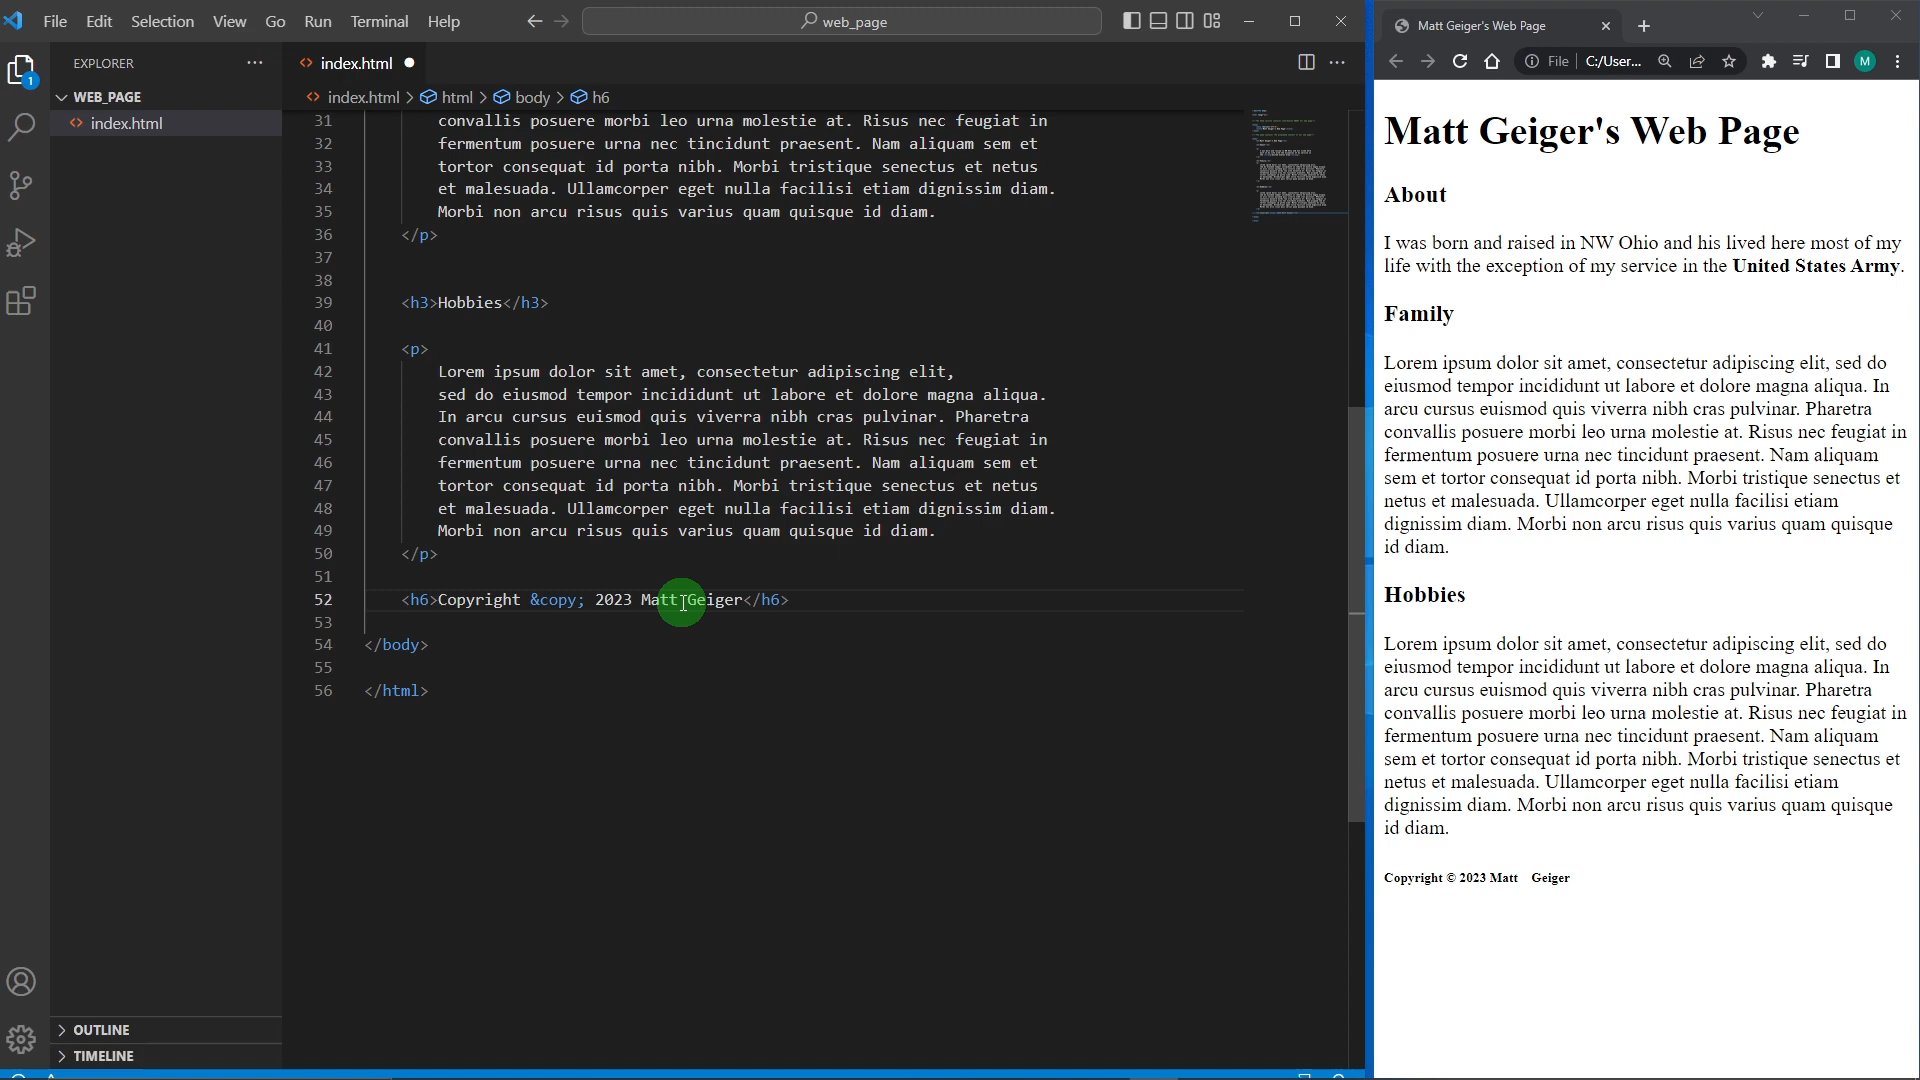 File Edit Selection View Go Run Terminal Help
web_page
EXPLORER
1
WEB_PAGE
index.html
OUTLINE
TIMELINE
index.html
index.html > html > body > h6
31 convallis posuere morbi leo urna molestie at. Risus nec feugiat in
32 fermentum posuere urna nec tincidunt praesent. Nam aliquam sem et
33 tortor consequat id porta nibh. Morbi tristique senectus et netus
34 et malesuada. Ullamcorper eget nulla facilisi etiam dignissim diam.
35 Morbi non arcu risus quis varius quam quisque id diam.
36 </p>
37
38
39 <h3>Hobbies</h3>
40
41 <p>
42 Lorem ipsum dolor sit amet, consectetur adipiscing elit,
43 sed do eiusmod tempor incididunt ut labore et dolore magna aliqua.
44 In arcu cursus euismod quis viverra nibh cras pulvinar. Pharetra
45 convallis posuere morbi leo urna molestie at. Risus nec feugiat in
46 fermentum posuere urna nec tincidunt praesent. Nam aliquam sem et
47 tortor consequat id porta nibh. Morbi tristique senectus et netus
48 et malesuada. Ullamcorper eget nulla facilisi etiam dignissim diam.
49 Morbi non arcu risus quis varius quam quisque id diam.
50 </p>
51
52 <h6>Copyright &copy; 2023 Matt Geiger</h6>
53
54 </body>
55
56 </html>
Matt Geiger's Web Page
File C:/User...
M
Matt Geiger's Web Page
About
I was born and raised in NW Ohio and his lived here most of my
life with the exception of my service in the United States Army.
Family
Lorem ipsum dolor sit amet, consectetur adipiscing elit, sed do
eiusmod tempor incididunt ut labore et dolore magna aliqua. In
arcu cursus euismod quis viverra nibh cras pulvinar. Pharetra
convallis posuere morbi leo urna molestie at. Risus nec feugiat in
fermentum posuere urna nec tincidunt praesent. Nam aliquam
sem et tortor consequat id porta nibh. Morbi tristique senectus et
netus et malesuada. Ullamcorper eget nulla facilisi etiam
dignissim diam. Morbi non arcu risus quis varius quam quisque
id diam.
Hobbies
Lorem ipsum dolor sit amet, consectetur adipiscing elit, sed do
eiusmod tempor incididunt ut labore et dolore magna aliqua. In
arcu cursus euismod quis viverra nibh cras pulvinar. Pharetra
convallis posuere morbi leo urna molestie at. Risus nec feugiat in
fermentum posuere urna nec tincidunt praesent. Nam aliquam
sem et tortor consequat id porta nibh. Morbi tristique senectus et
netus et malesuada. Ullamcorper eget nulla facilisi etiam
dignissim diam. Morbi non arcu risus quis varius quam quisque
id diam.
Copyright © 2023 Matt Geiger